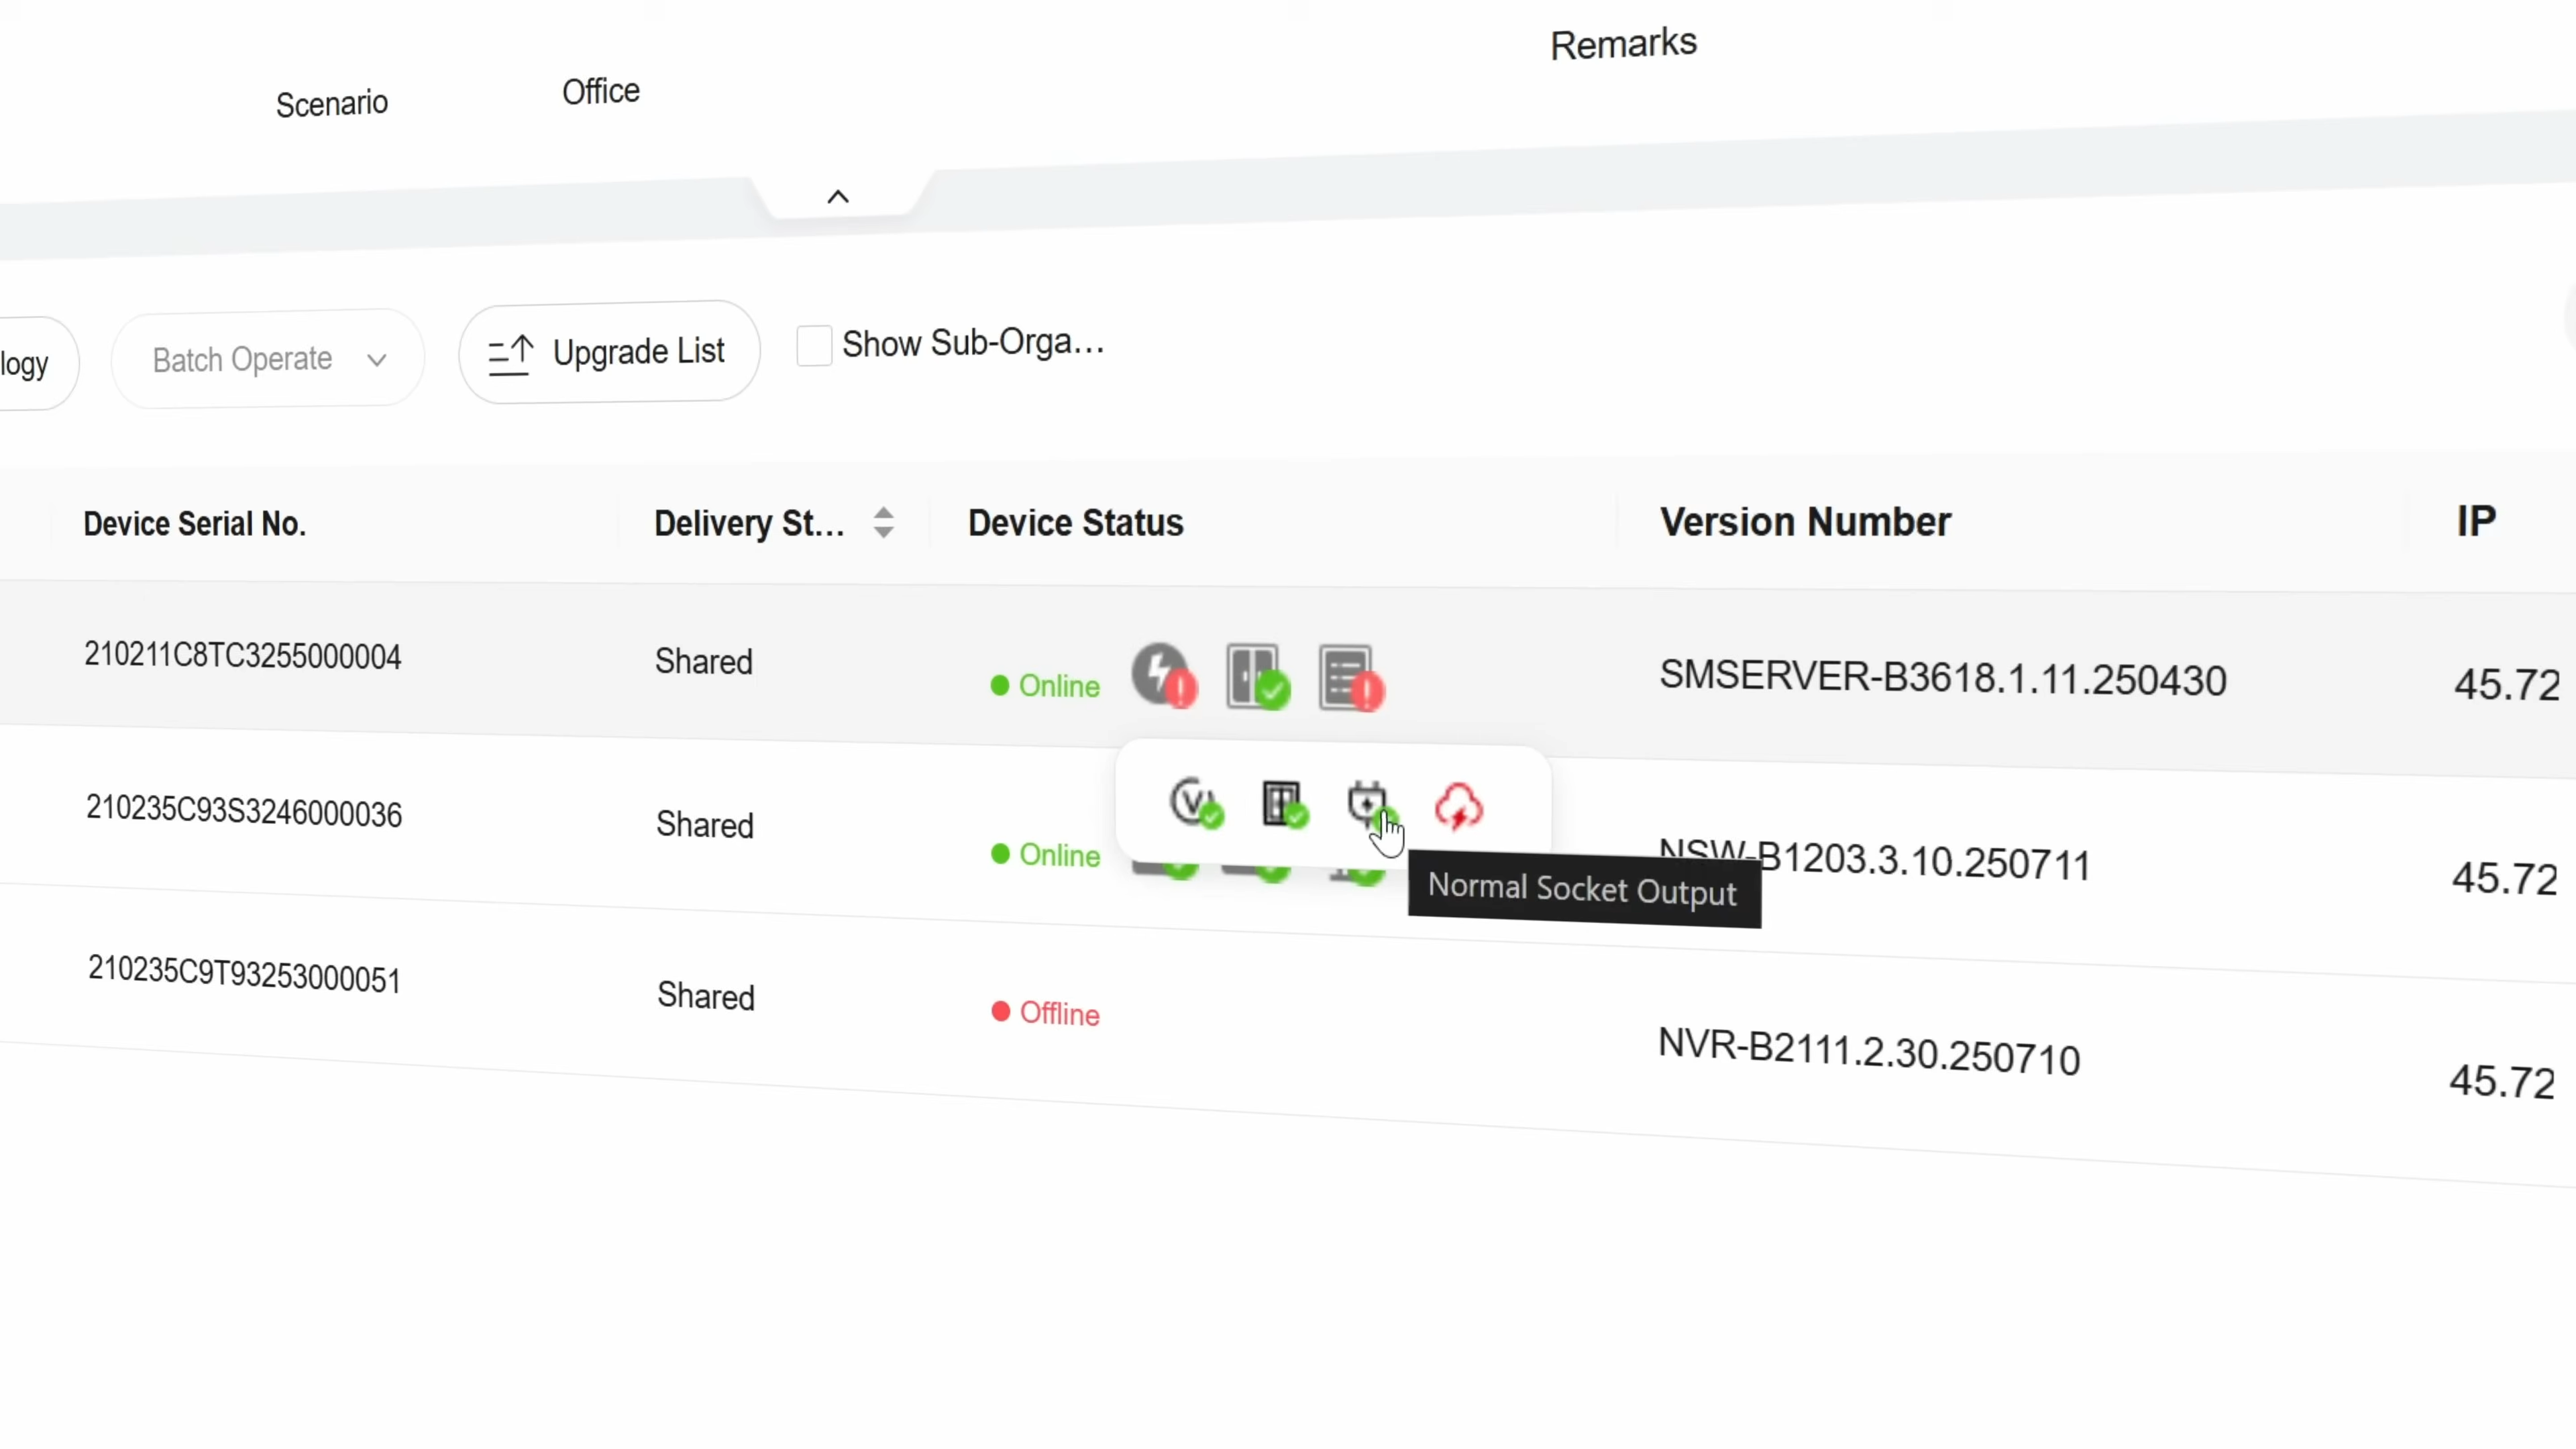 Remarks
Scenario Office
logy Batch Operate Upgrade List Show Sub-Orga...
Device Serial No. Delivery St... Device Status Version Number IP
210211C8TC3255000004 Shared Online SMSERVER-B3618.1.11.250430 45.72
210235C93S3246000036 Shared Online NSW-B1203.3.10.250711 45.72
Normal Socket Output
210235C9T93253000051 Shared Offline NVR-B2111.2.30.250710 45.72